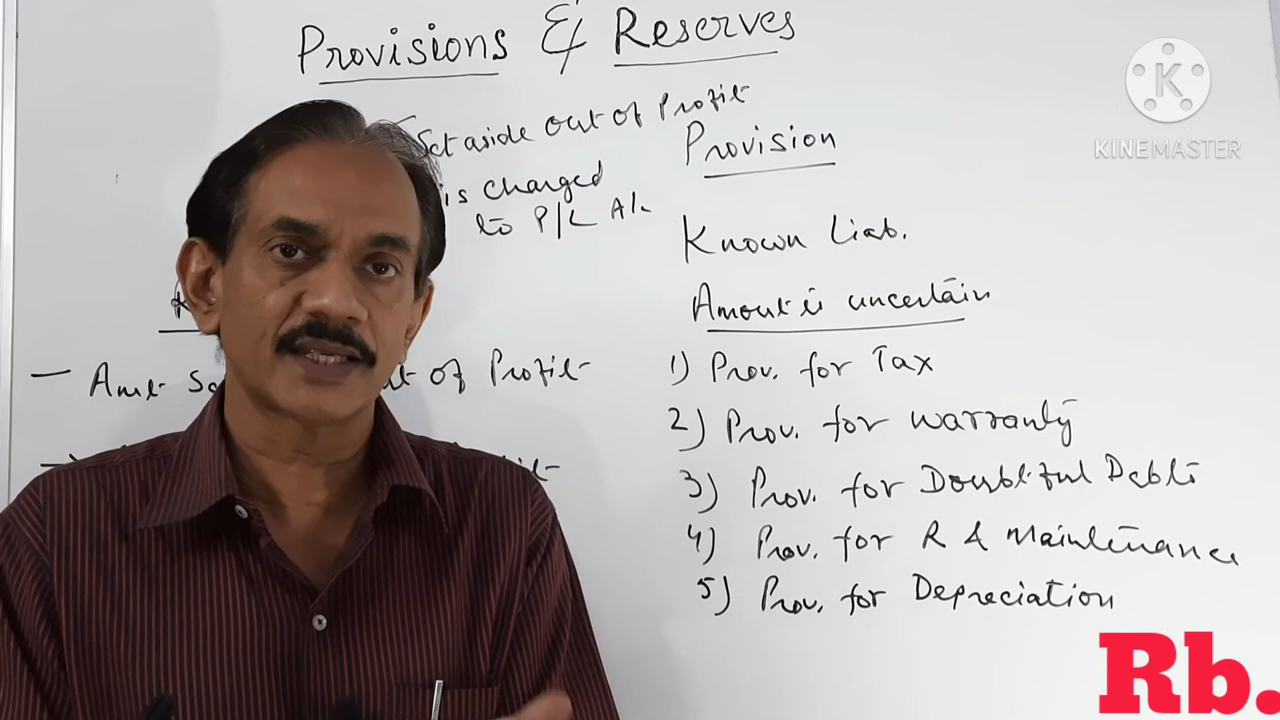 Provisions & Reserves
Set aside out of Profit
is charged
to P/L A/c
Amt out of Profit
Provision
Known Liab.
Amout is uncertain
1) Prov. for Tax
2) Prov. for Warranty
3) Prov. for Doubtful Debts
4) Prov. for R & Maintenance
5) Prov. for Depreciation
KINEMASTER
Rb.